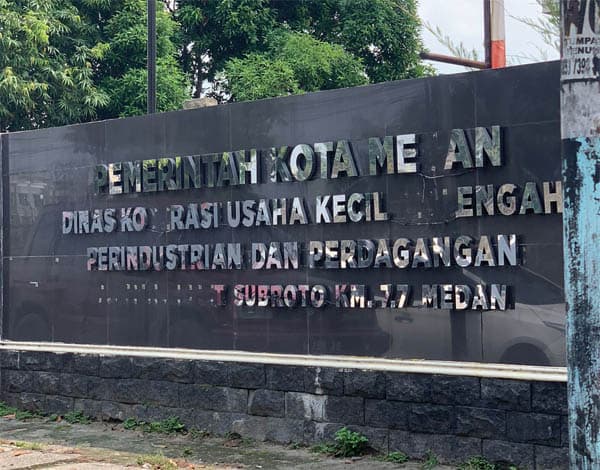 PEMERINTAH KOTA ME AN
DINAS KO RASI USAHA KECIL ENGAH
PERINDUSTRIAN DAN PERDAGANGAN
T SUBROTO KM. 7.7 MEDAN